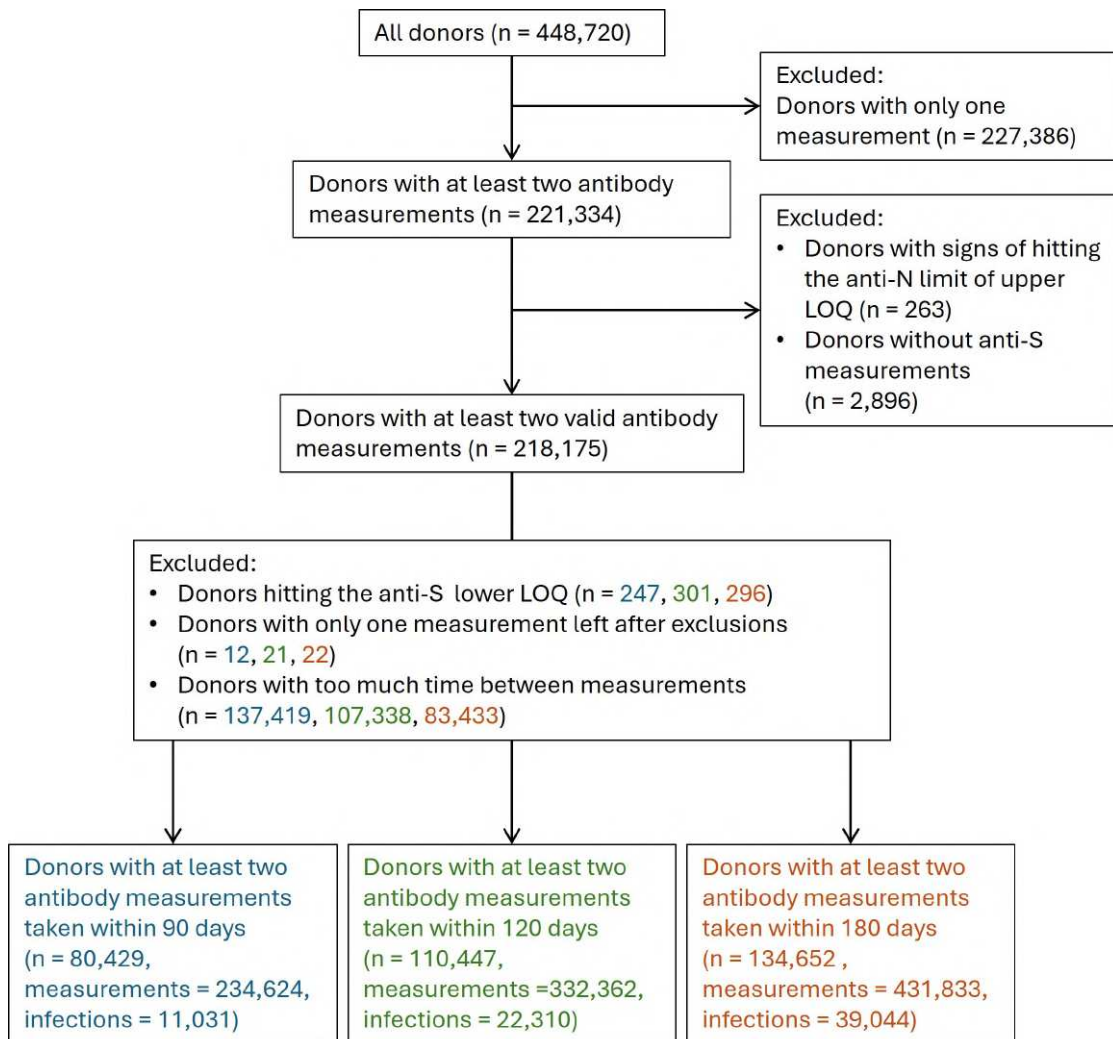 All donors (n = 448,720)
Excluded:
Donors with only one
measurement (n = 227,386)
Donors with at least two antibody
measurements (n = 221,334)
Excluded:
• Donors with signs of hitting
the anti-N limit of upper
LOQ (n = 263)
• Donors without anti-S
measurements
(n = 2,896)
Donors with at least two valid antibody
measurements (n = 218,175)
Excluded:
• Donors hitting the anti-S lower LOQ (n = 247, 301, 296)
• Donors with only one measurement left after exclusions
(n = 12, 21, 22)
• Donors with too much time between measurements
(n = 137,419, 107,338, 83,433)
Donors with at least two
antibody measurements
taken within 90 days
(n = 80,429,
measurements = 234,624,
infections = 11,031)
Donors with at least two
antibody measurements
taken within 120 days
(n = 110,447,
measurements =332,362,
infections = 22,310)
Donors with at least two
antibody measurements
taken within 180 days
(n = 134,652 ,
measurements = 431,833,
infections = 39,044)